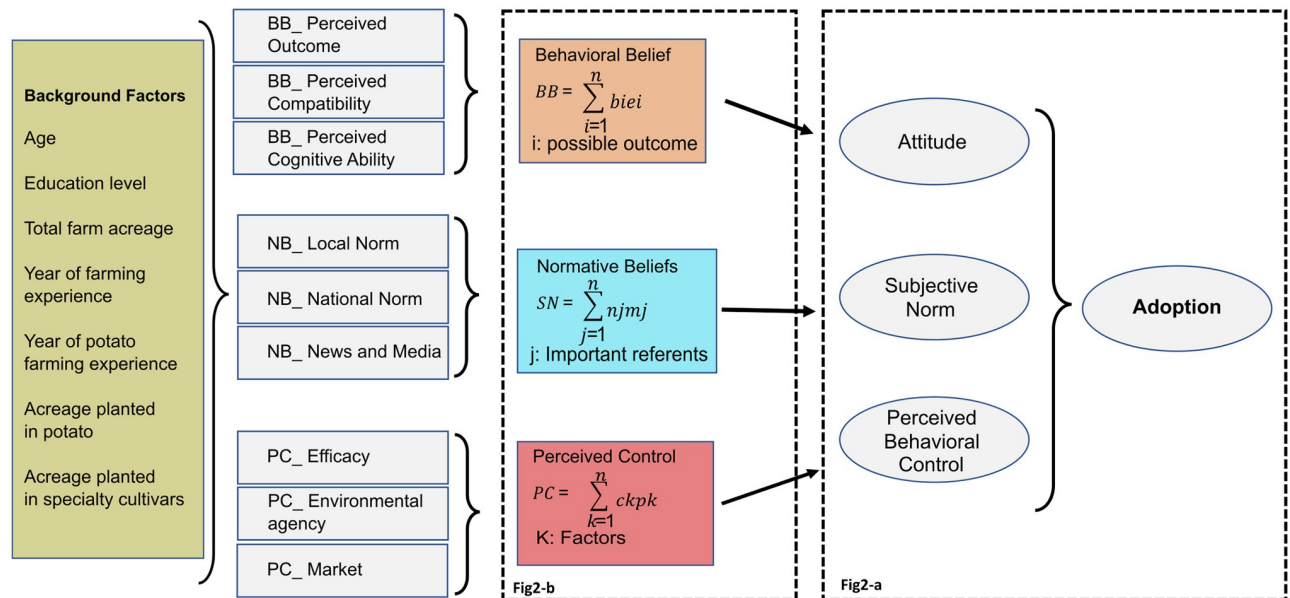 Background Factors
Age
Education level
Total farm acreage
Year of farming
experience
Year of potato
farming experience
Acreage planted
in potato
Acreage planted
in specialty cultivars
BB_ Perceived
Outcome
BB_ Perceived
Compatibility
BB_ Perceived
Cognitive Ability
NB_ Local Norm
NB_ National Norm
NB_ News and Media
PC_ Efficacy
PC_ Environmental
agency
PC_ Market
Behavioral Belief
n
BB = ∑ biei
i=1
i: possible outcome
Normative Beliefs
n
SN = ∑ njmj
j=1
j: Important referents
Perceived Control
n
PC = ∑ ckpk
k=1
K: Factors
Fig2-b
Attitude
Subjective
Norm
Perceived
Behavioral
Control
Adoption
Fig2-a